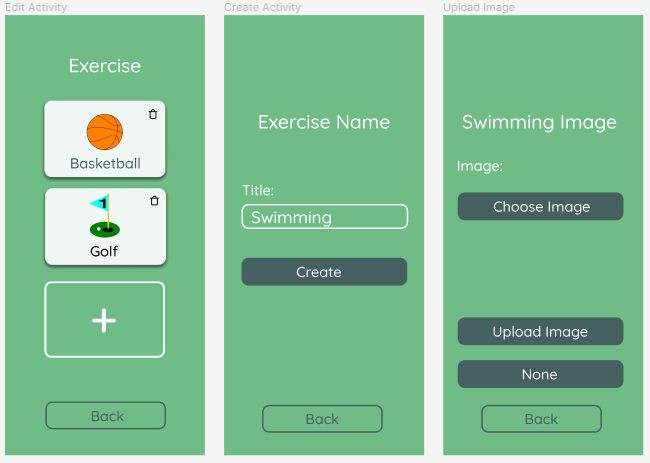 Edit Activity
Exercise
Basketball
1
Golf
+
Back
Create Activity
Exercise Name
Title:
Swimming
Create
Back
Upload Image
Swimming Image
Image:
Choose Image
Upload Image
None
Back